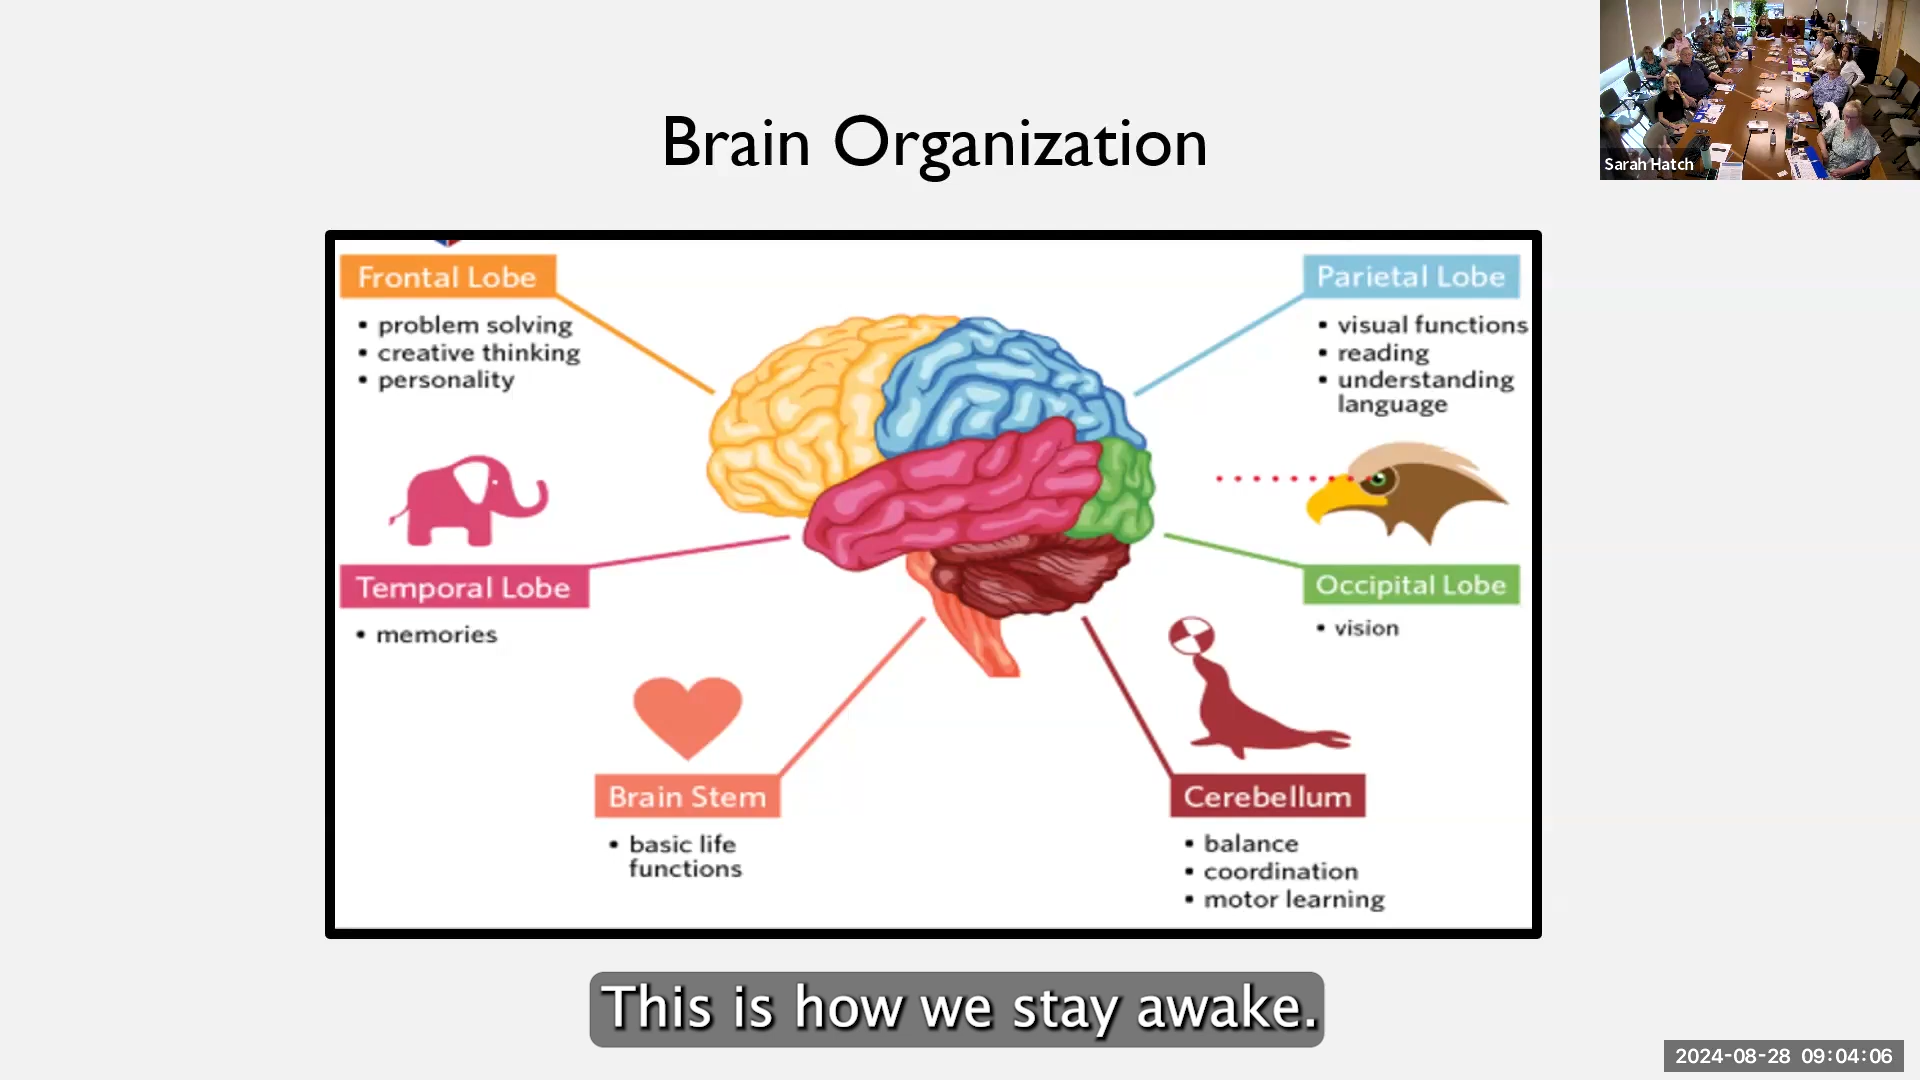 Brain Organization
Sarah Hatch
Frontal Lobe
• problem solving
• creative thinking
• personality
Parietal Lobe
• visual functions
• reading
• understanding
language
Temporal Lobe
• memories
Occipital Lobe
• vision
Brain Stem
• basic life
functions
Cerebellum
• balance
• coordination
• motor learning
This is how we stay awake.
2024-08-28 09:04:06